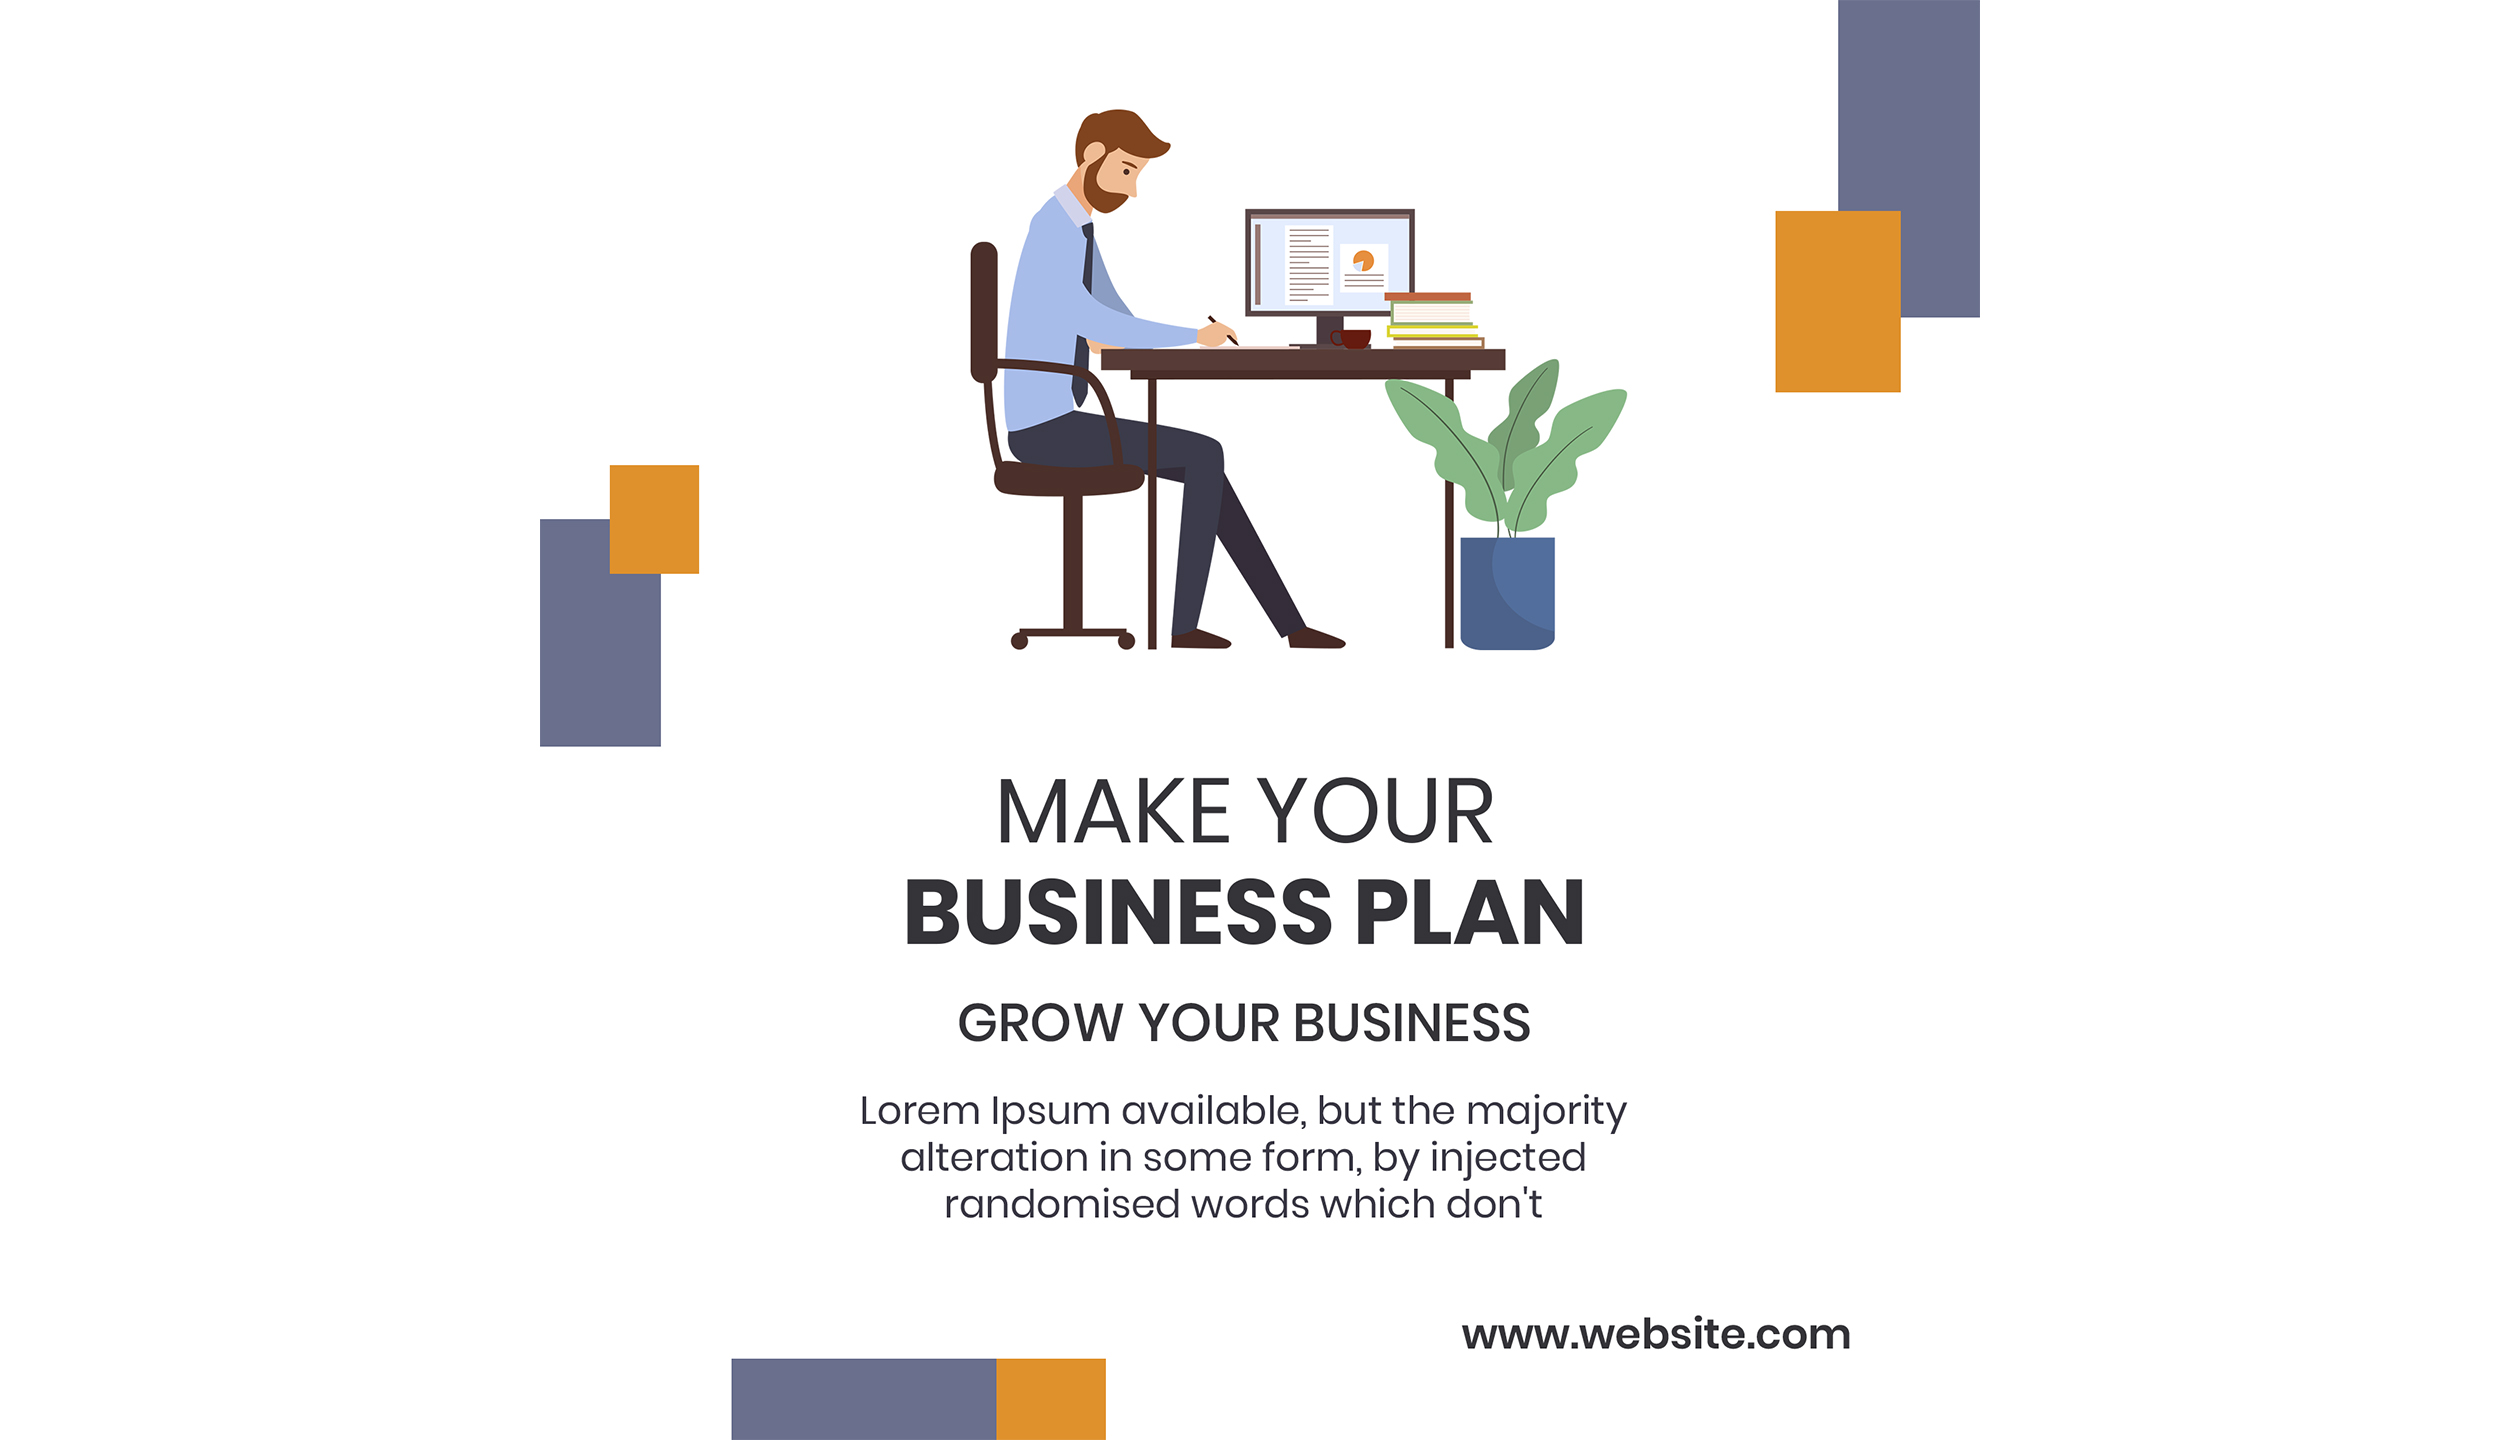 MAKE YOUR
BUSINESS PLAN
GROW YOUR BUSINESS
Lorem Ipsum available, but the majority
alteration in some form, by injected
randomised words which don't
www.website.com